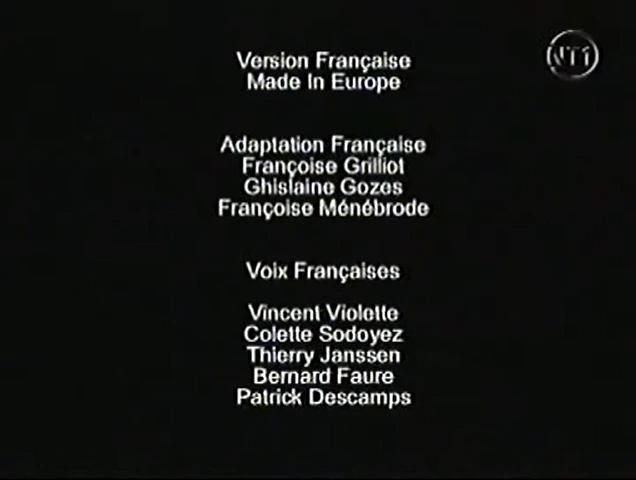 NT1
Version Française
Made In Europe
Adaptation Française
Françoise Grilliot
Ghislaine Gozes
Françoise Ménébrode
Voix Françaises
Vincent Violette
Colette Sodoyez
Thierry Janssen
Bernard Faure
Patrick Descamps